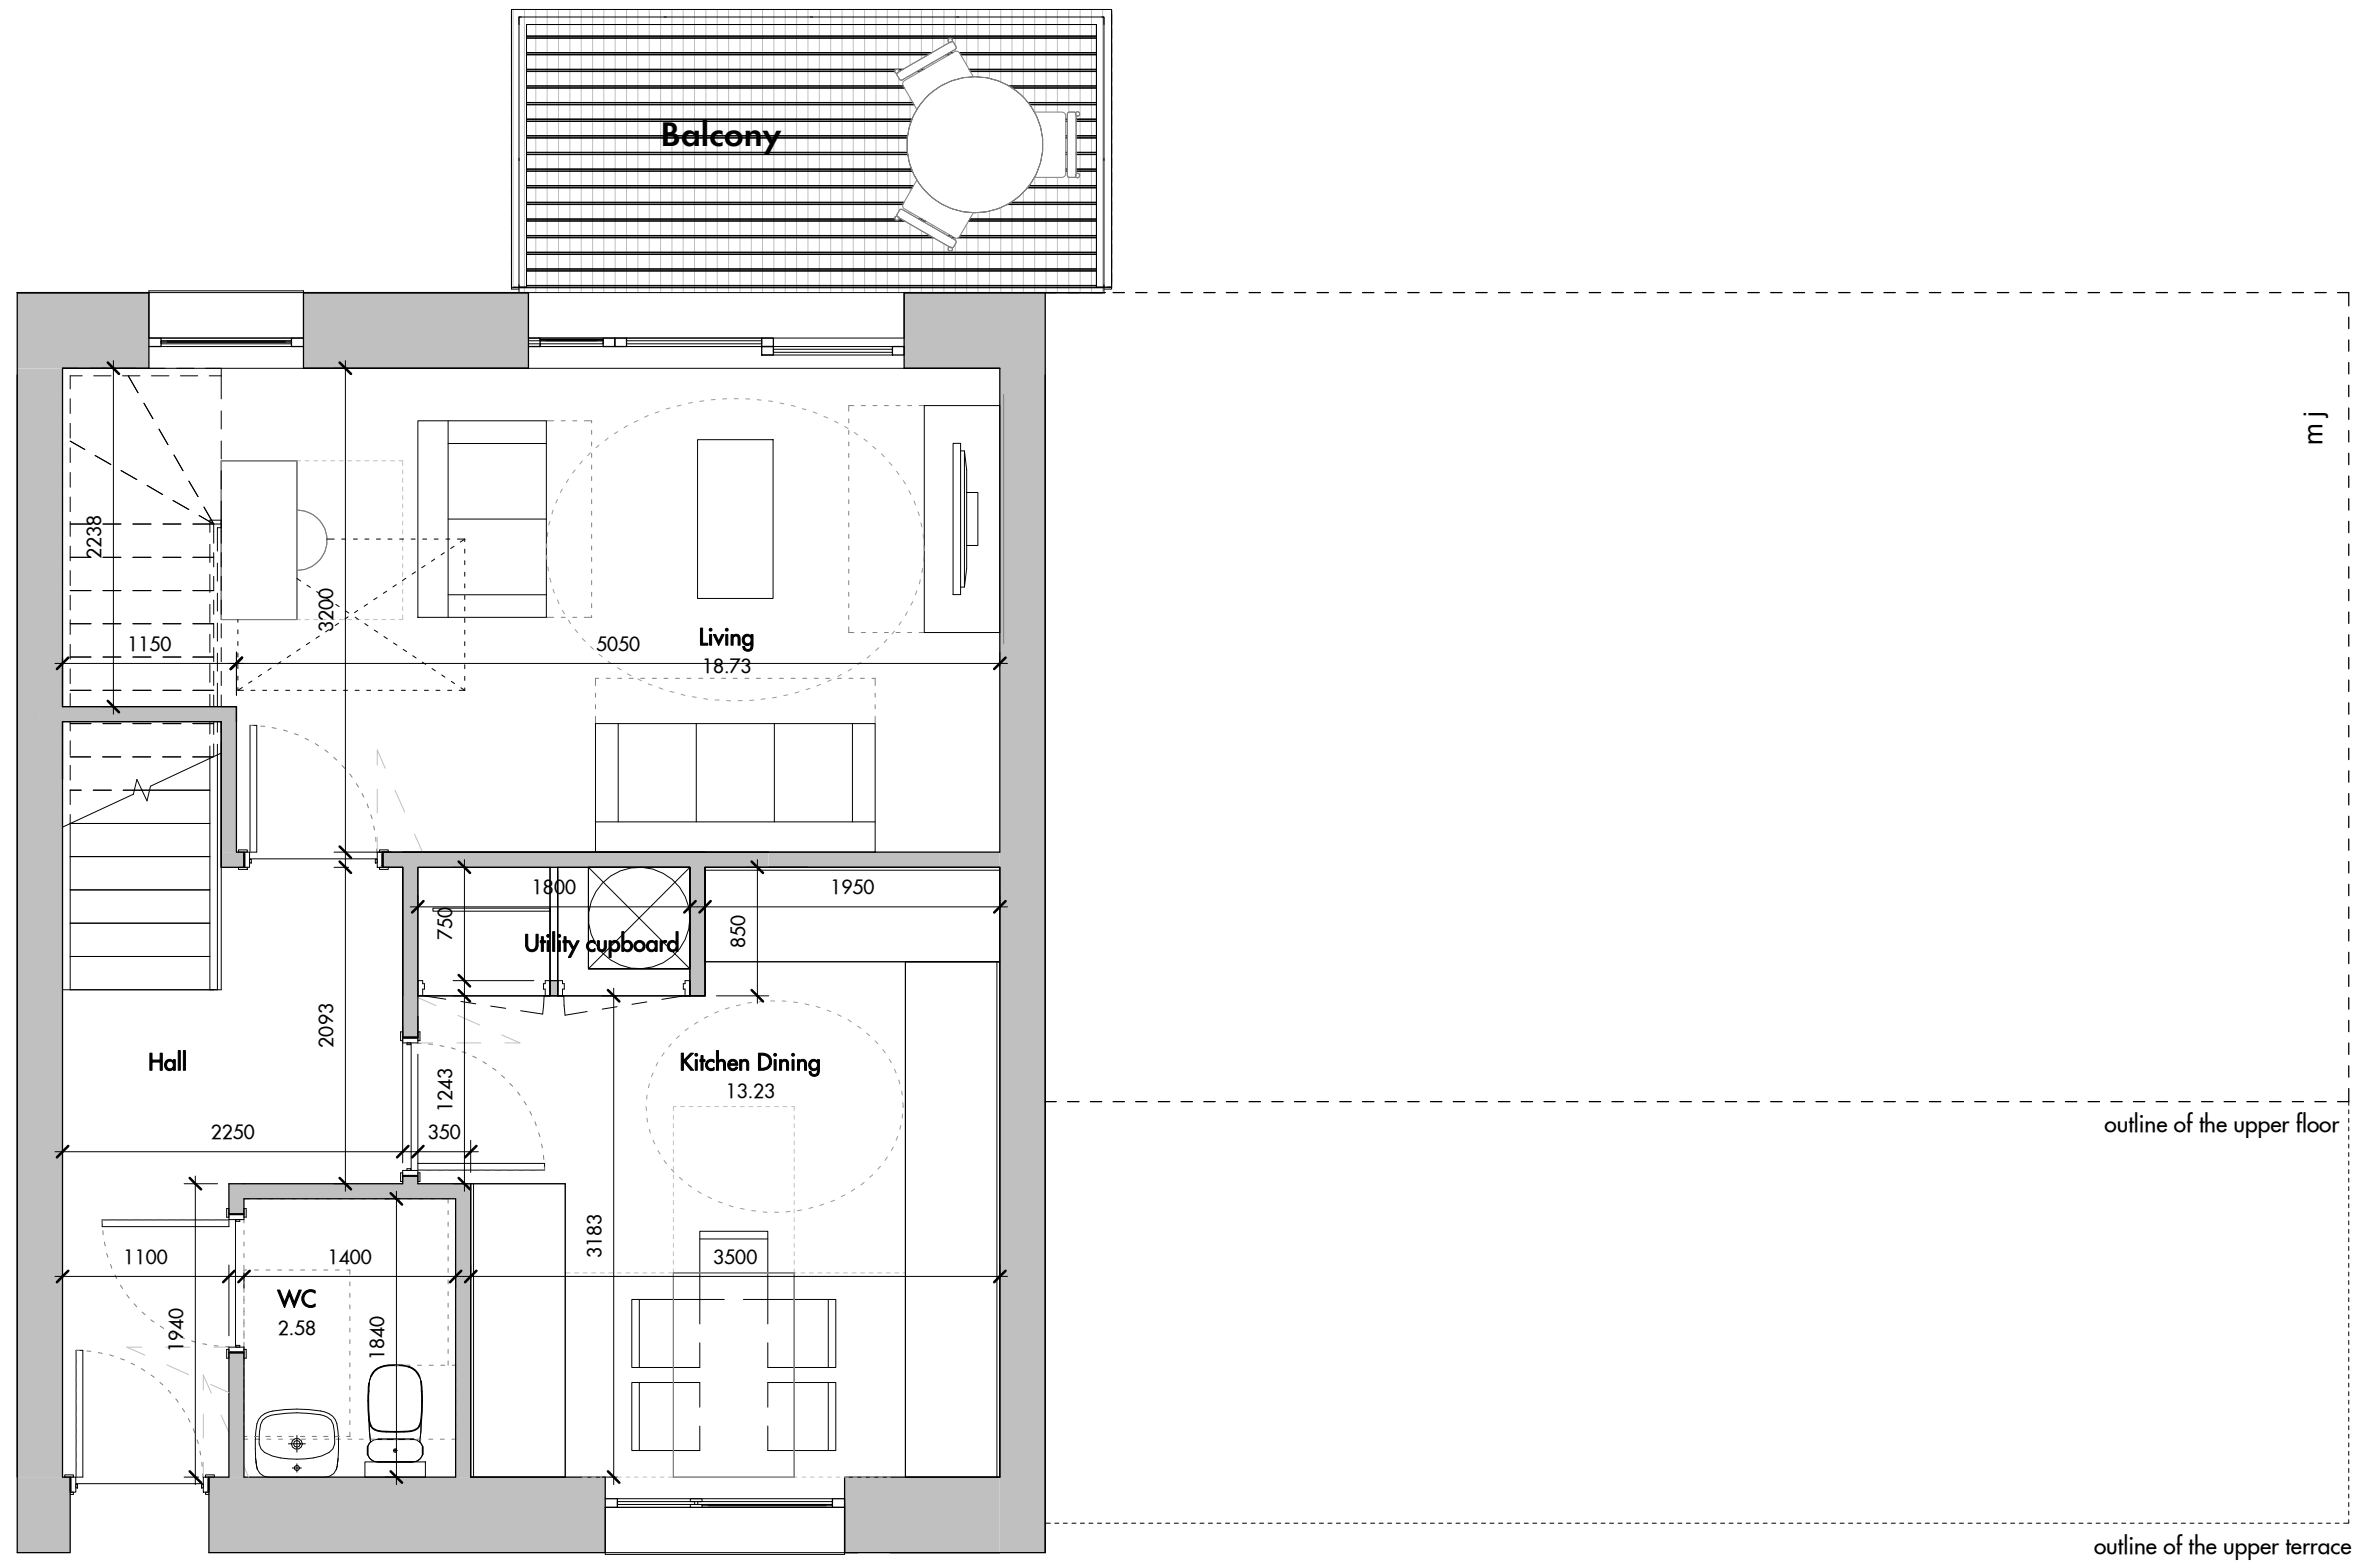 Balcony
m j
2238
3200
1150
5050
Living
18.73
1800
1950
750
850
Utility cupboard
2093
Hall
1243
Kitchen Dining
13.23
2250
350
outline of the upper floor
3183
1100
1400
3500
WC
2.58
1940
1840
outline of the upper terrace